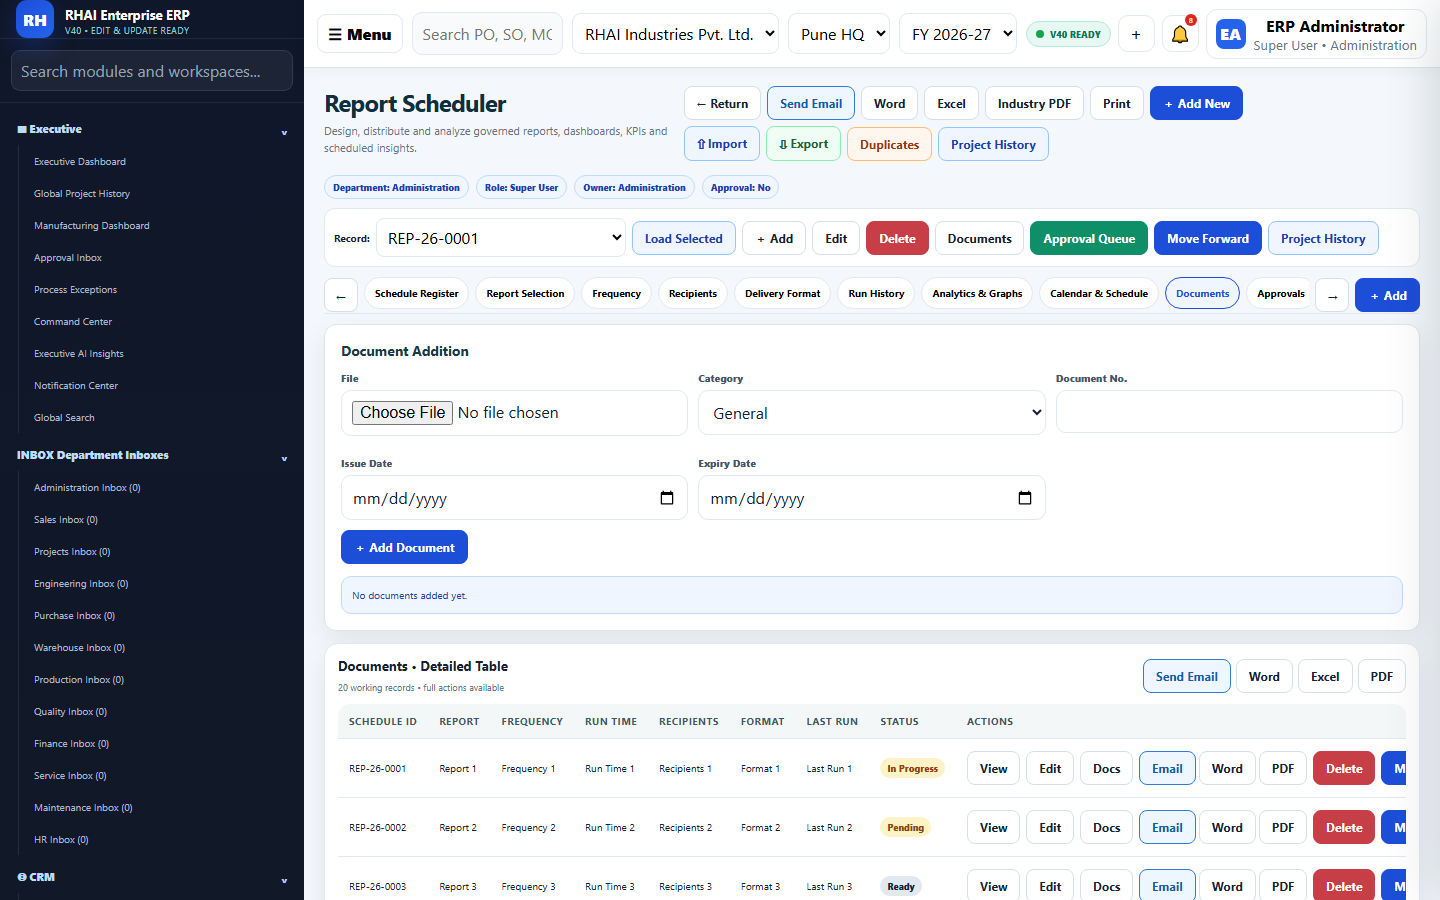 RH
RHAI Enterprise ERP
V40 • EDIT & UPDATE READY
Search modules and workspaces...
Executive
Executive Dashboard
Global Project History
Manufacturing Dashboard
Approval Inbox
Process Exceptions
Command Center
Executive AI Insights
Notification Center
Global Search
INBOX Department Inboxes
Administration Inbox (0)
Sales Inbox (0)
Projects Inbox (0)
Engineering Inbox (0)
Purchase Inbox (0)
Warehouse Inbox (0)
Production Inbox (0)
Quality Inbox (0)
Finance Inbox (0)
Service Inbox (0)
Maintenance Inbox (0)
HR Inbox (0)
CRM
☰ Menu
Search PO, SO, MO
RHAI Industries Pvt. Ltd.
Pune HQ
FY 2026-27
V40 READY
+
8
EA
ERP Administrator
Super User • Administration
Report Scheduler
Design, distribute and analyze governed reports, dashboards, KPIs and
scheduled insights.
← Return
Send Email
Word
Excel
Industry PDF
Print
+ Add New
⇧ Import
⇩ Export
Duplicates
Project History
Department: Administration
Role: Super User
Owner: Administration
Approval: No
Record:
REP-26-0001
Load Selected
+ Add
Edit
Delete
Documents
Approval Queue
Move Forward
Project History
←
Schedule Register
Report Selection
Frequency
Recipients
Delivery Format
Run History
Analytics & Graphs
Calendar & Schedule
Documents
Approvals
→
+ Add
Document Addition
File
Category
Document No.
Choose File No file chosen
General
Issue Date
Expiry Date
mm/dd/yyyy
mm/dd/yyyy
+ Add Document
No documents added yet.
Documents • Detailed Table
20 working records • full actions available
Send Email
Word
Excel
PDF
SCHEDULE ID REPORT FREQUENCY RUN TIME RECIPIENTS FORMAT LAST RUN STATUS ACTIONS
REP-26-0001 Report 1 Frequency 1 Run Time 1 Recipients 1 Format 1 Last Run 1 In Progress View Edit Docs Email Word PDF Delete M
REP-26-0002 Report 2 Frequency 2 Run Time 2 Recipients 2 Format 2 Last Run 2 Pending View Edit Docs Email Word PDF Delete M
REP-26-0003 Report 3 Frequency 3 Run Time 3 Recipients 3 Format 3 Last Run 3 Ready View Edit Docs Email Word PDF Delete M